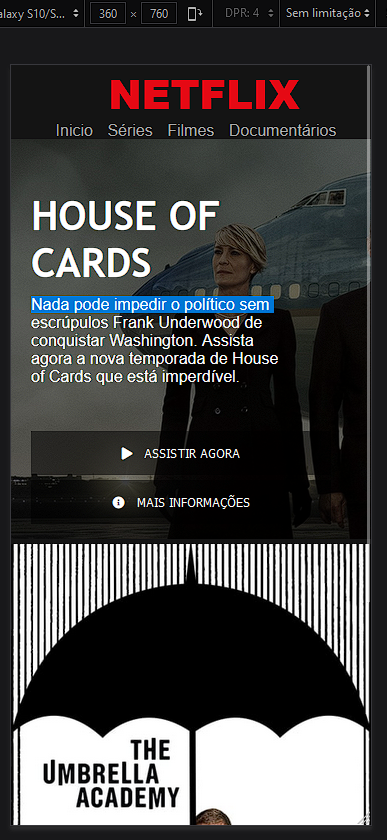 alaxy S10/S... 360 × 760 DPR: 4 Sem limitação
NETFLIX
Inicio Séries Filmes Documentários
HOUSE OF
CARDS
Nada pode impedir o político sem
escrúpulos Frank Underwood de
conquistar Washington. Assista
agora a nova temporada de House
of Cards que está imperdível.
ASSISTIR AGORA
MAIS INFORMAÇÕES
THE
UMBRELLA
ACADEMY